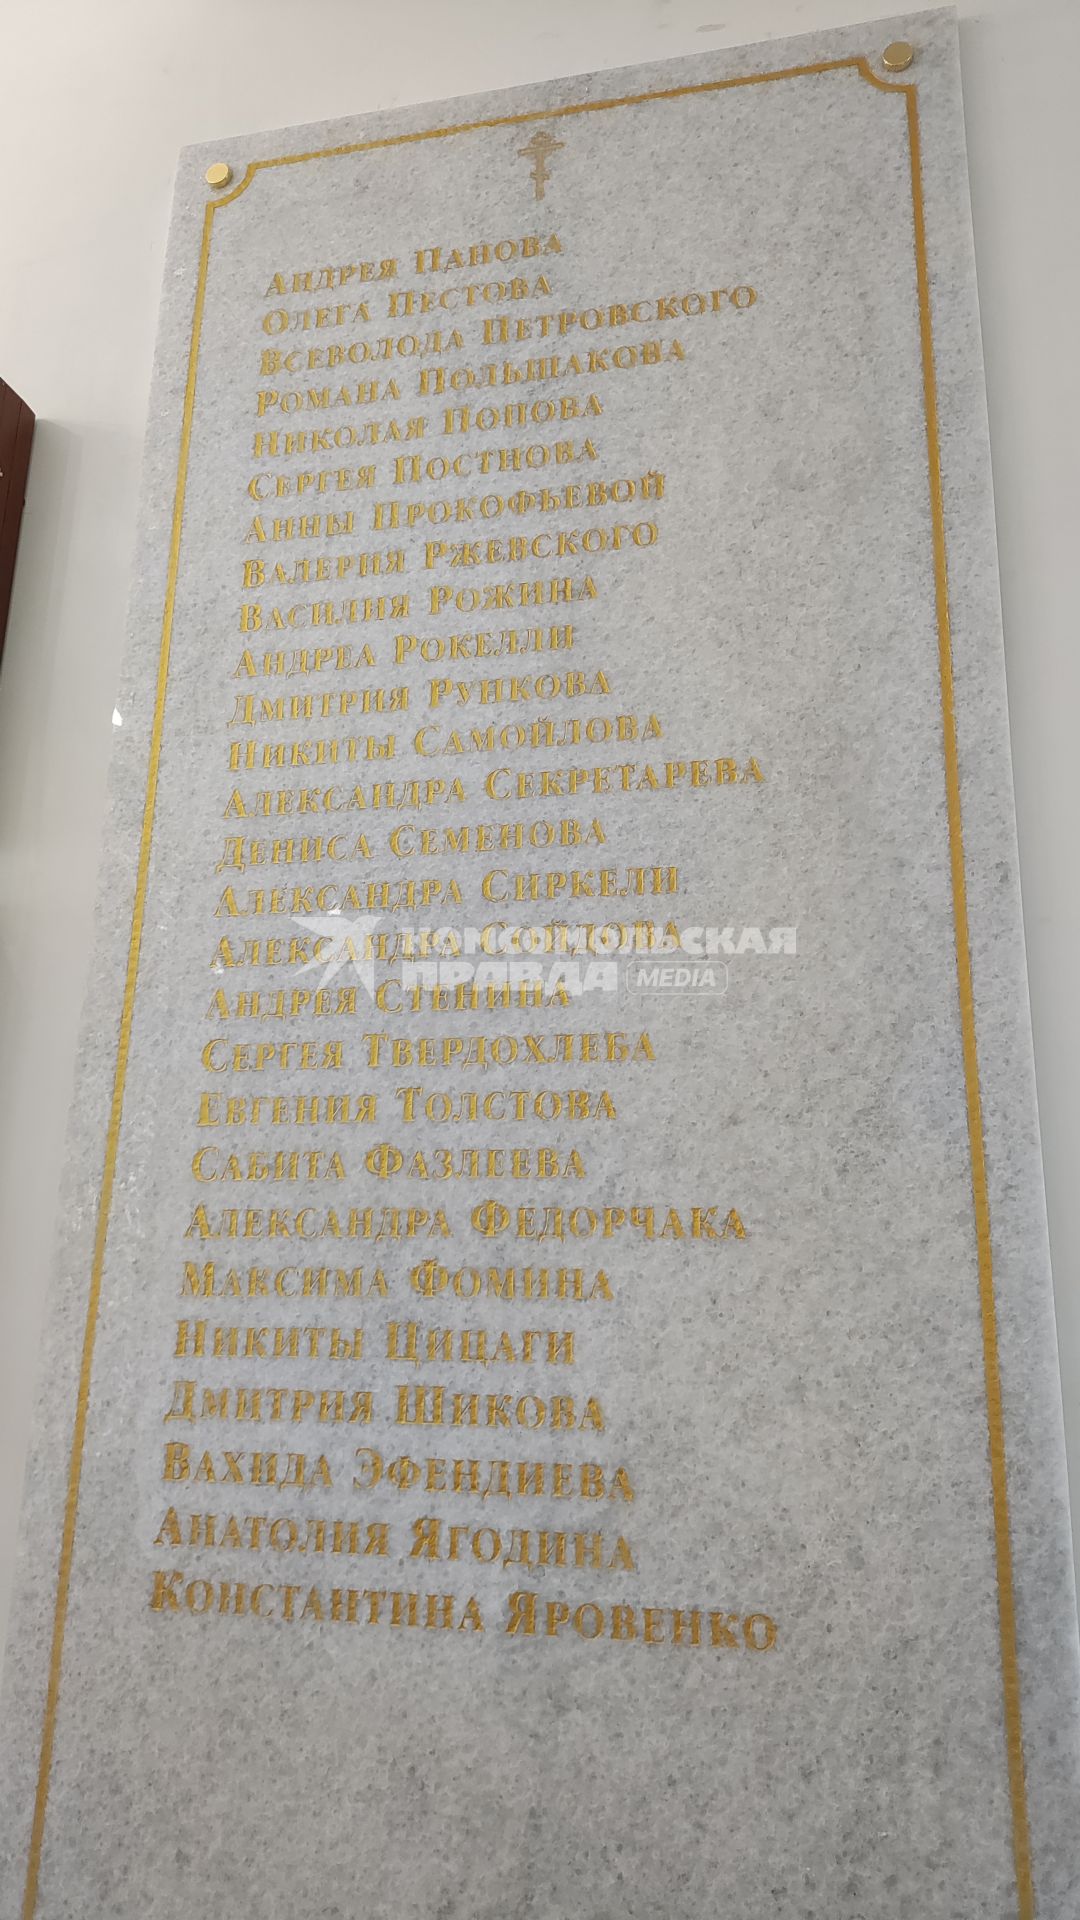 Андрея Панова
Олега Пестова
Всеволода Петровского
Романа Польшакова
Николая Попова
Сергея Постнова
Анны Прокофьевой
Валерия Ржевского
Василия Рожина
Андреа Рокелли
Дмитрия Рункова
Никиты Самойлова
Александра Секретарева
Дениса Семенова
Александра Сиркели
Александра Сойлова
КОМСОМОЛЬСКАЯ
ПРАВДА MEDIA
Андрея Стенина
Сергея Твердохлеба
Евгения Толстова
Сабита Фазлеева
Александра Федорчака
Максима Фомина
Никиты Цицаги
Дмитрия Шикова
Вахида Эфендиева
Анатолия Ягодина
Константина Яровенко